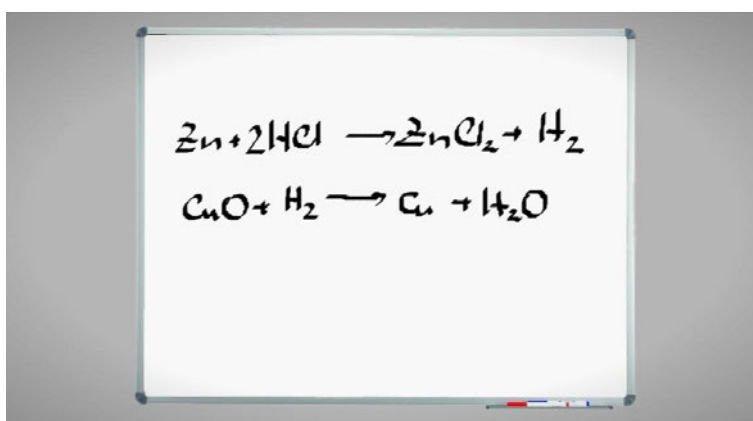 Zn + 2HCl → ZnCl₂ + H₂
CuO + H₂ → Cu + H₂O